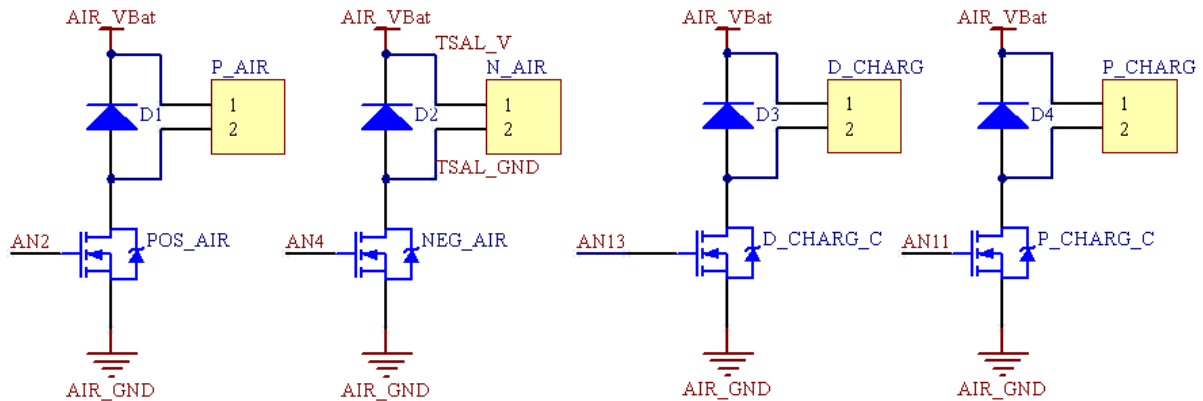 AIR_VBat
P_AIR
1
D1
2
AN2
POS_AIR
AIR_GND
AIR_VBat
TSAL_V
N_AIR
1
D2
2
TSAL_GND
AN4
NEG_AIR
AIR_GND
AIR_VBat
D_CHARG
1
D3
2
AN13
D_CHARG_C
AIR_GND
AIR_VBat
P_CHARG
1
D4
2
AN11
P_CHARG_C
AIR_GND